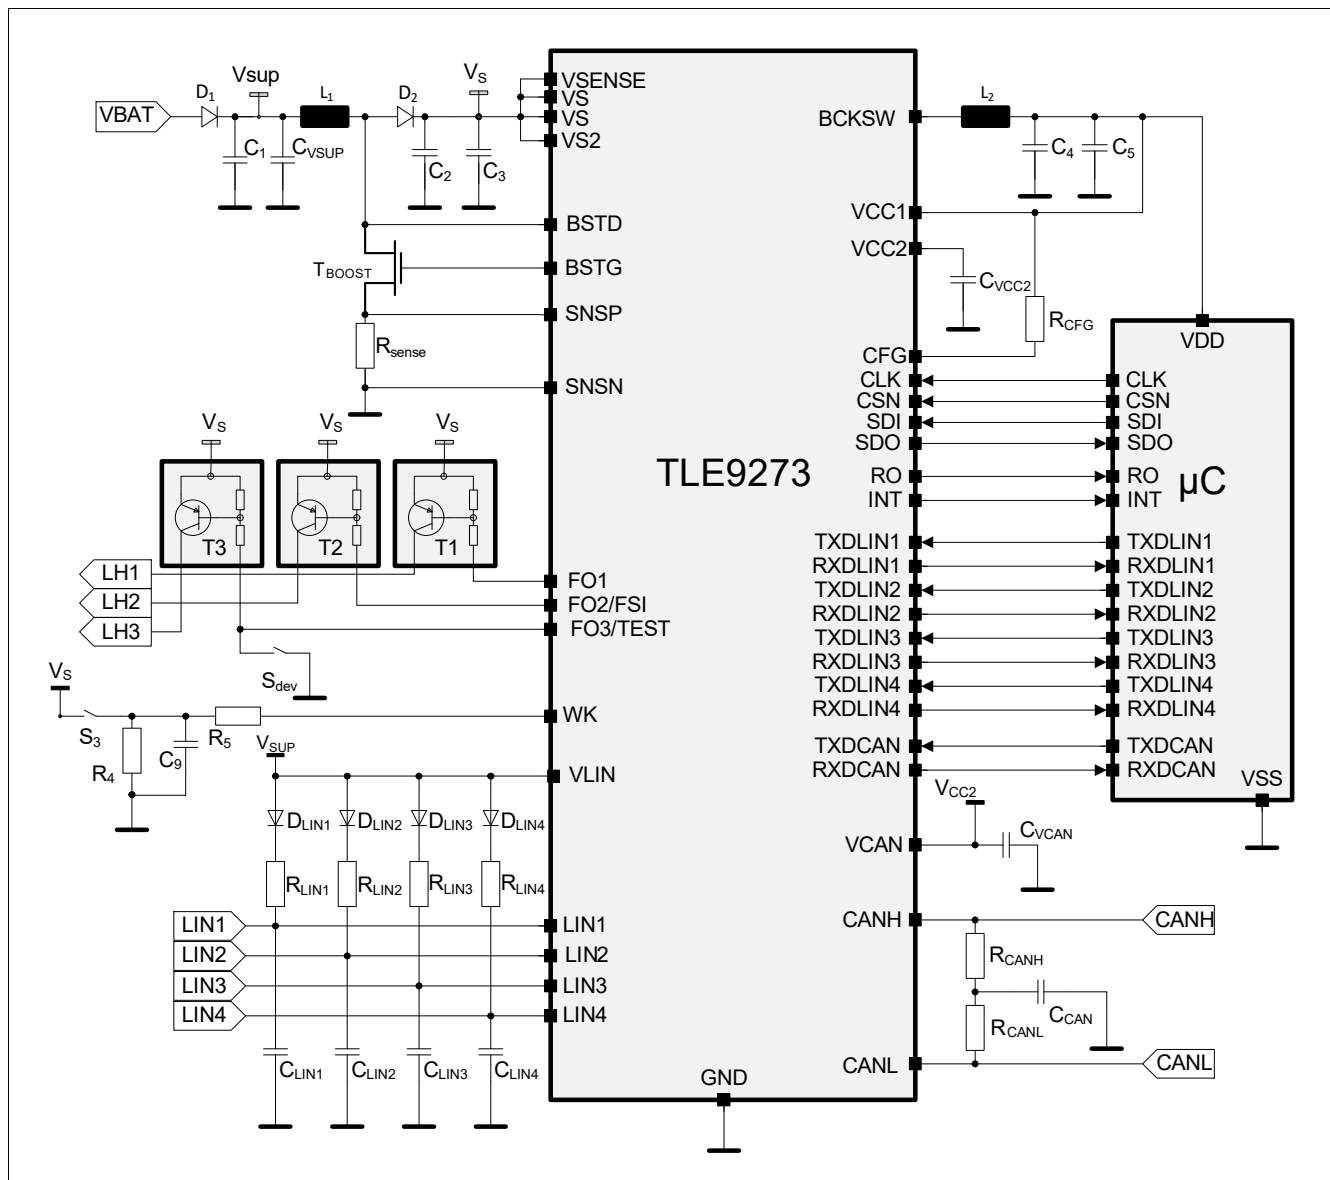 VBAT
D1
Vsup
L1
D2
VS
C1
CVSUP
C2
C3
VSENSE
VS
VS
VS2
BSTD
BSTG
SNSP
SNSN
TBOOST
Rsense
VS
VS
VS
T3
T2
T1
LH1
LH2
LH3
FO1
FO2/FSI
FO3/TEST
Sdev
VS
S3
R4
C9
R5
WK
VSUP
VLIN
DLIN1
DLIN2
DLIN3
DLIN4
RLIN1
RLIN2
RLIN3
RLIN4
LIN1
LIN2
LIN3
LIN4
LIN1
LIN2
LIN3
LIN4
CLIN1
CLIN2
CLIN3
CLIN4
TLE9273
GND
BCKSW
L2
C4
C5
VCC1
VCC2
CVCC2
RCFG
CFG
CLK
CSN
SDI
SDO
RO
INT
TXDLIN1
RXDLIN1
TXDLIN2
RXDLIN2
TXDLIN3
RXDLIN3
TXDLIN4
RXDLIN4
TXDCAN
RXDCAN
VDD
CLK
CSN
SDI
SDO
RO
INT
µC
TXDLIN1
RXDLIN1
TXDLIN2
RXDLIN2
TXDLIN3
RXDLIN3
TXDLIN4
RXDLIN4
TXDCAN
RXDCAN
VSS
VCC2
VCAN
CVCAN
CANH
CANH
RCANH
CCAN
RCANL
CANL
CANL